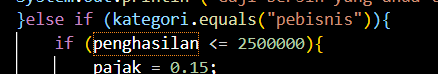 }else if (kategori.equals("pebisnis")){
if (penghasilan <= 2500000){
pajak = 0.15;